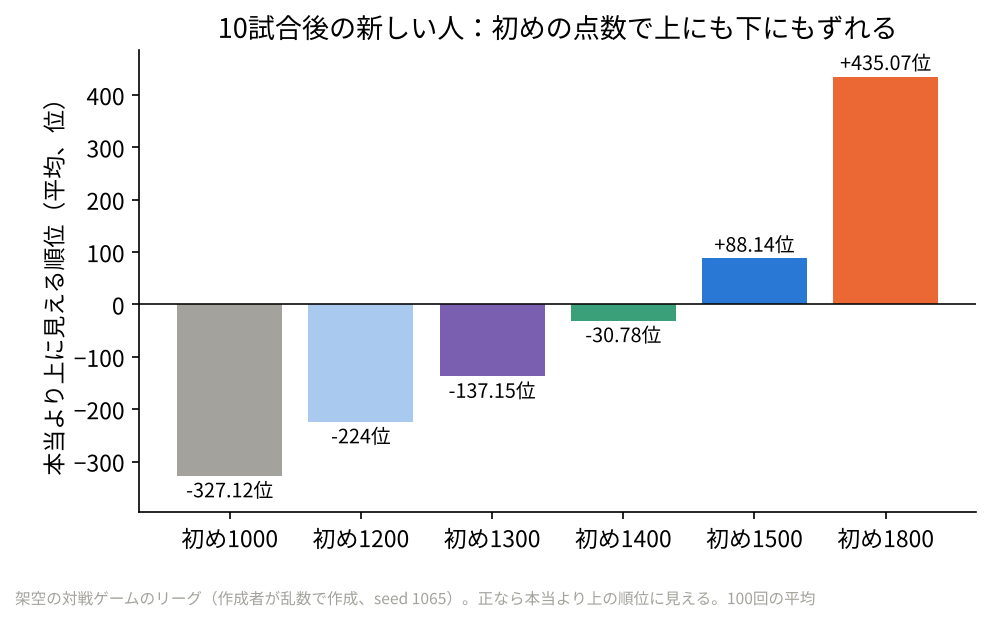 10試合後の新しい人：初めの点数で上にも下にもずれる
本当より上に見える順位（平均、位）
400
300
200
100
0
−100
−200
−300
+435.07位
+88.14位
-30.78位
-137.15位
-224位
-327.12位
初め1000
初め1200
初め1300
初め1400
初め1500
初め1800
架空の対戦ゲームのリーグ（作成者が乱数で作成、seed 1065）。正なら本当より上の順位に見える。100回の平均